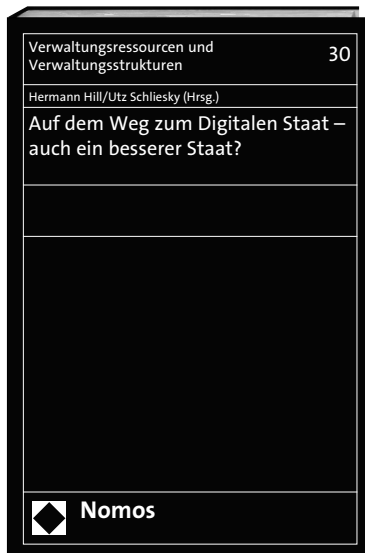 Verwaltungsressourcen und
Verwaltungsstrukturen
30
Hermann Hill/Utz Schliesky (Hrsg.)
Auf dem Weg zum Digitalen Staat –
auch ein besserer Staat?
Nomos